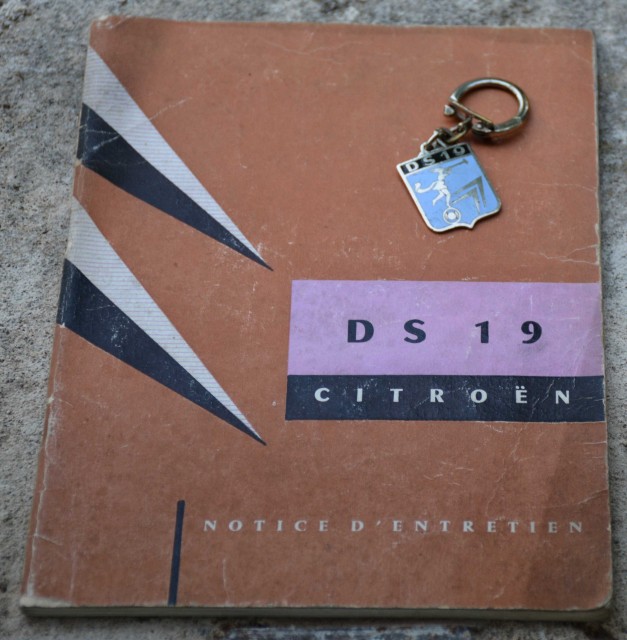 DS 19
DS 19
CITROËN
NOTICE D'ENTRETIEN